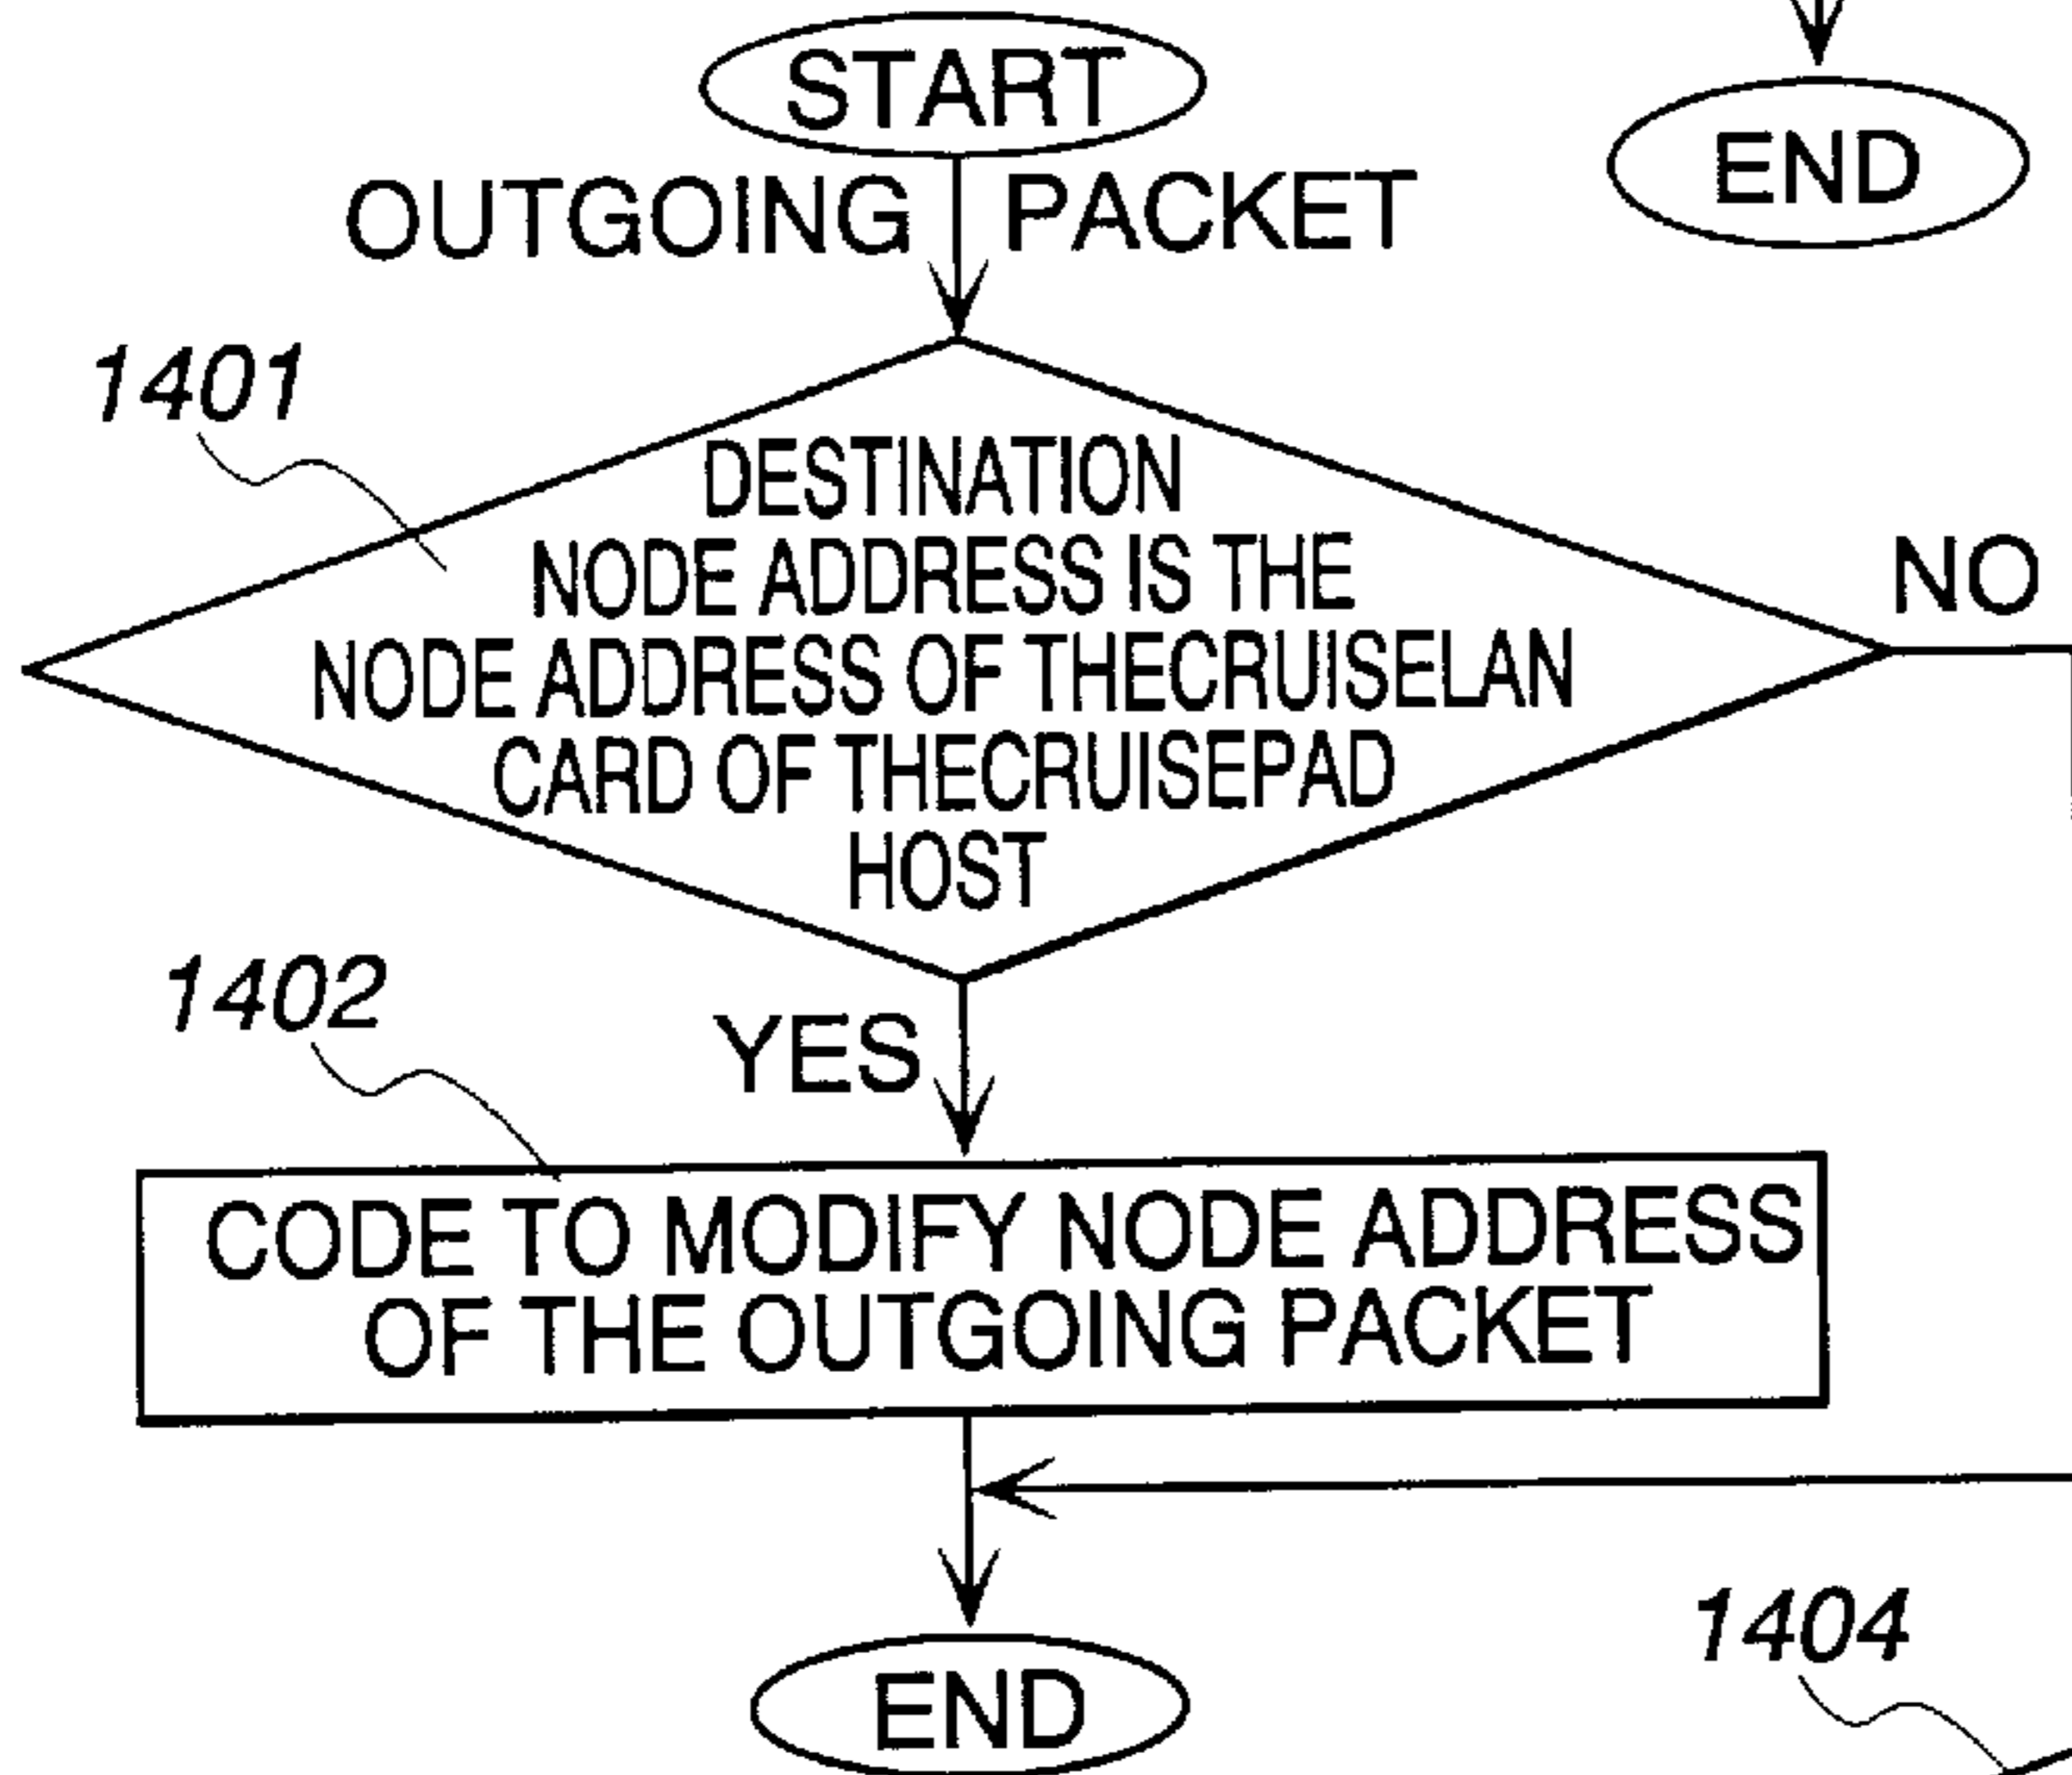 START
END
OUTGOING PACKET
1401
DESTINATION
NODE ADDRESS IS THE
NODE ADDRESS OF THECRUISELAN
CARD OF THECRUISEPAD
HOST
NO
1402
YES
CODE TO MODIFY NODE ADDRESS
OF THE OUTGOING PACKET
END
1404